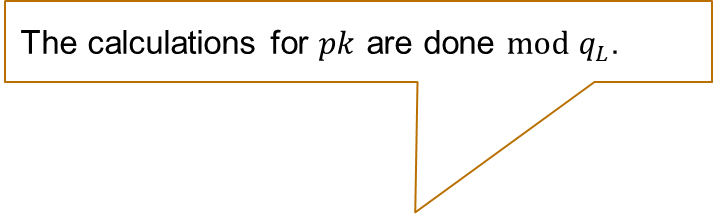 The calculations for pk are done mod q_L.